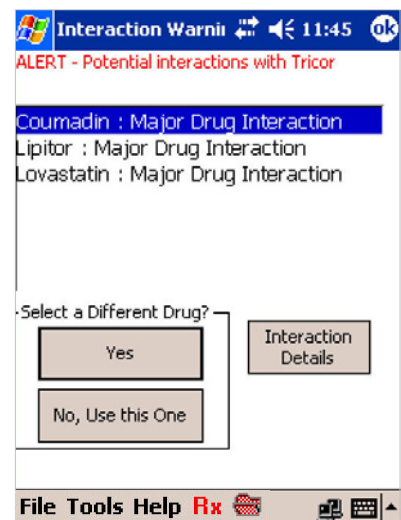 Interaction Warnin 11:45 ok
ALERT - Potential interactions with Tricor
Coumadin : Major Drug Interaction
Lipitor : Major Drug Interaction
Lovastatin : Major Drug Interaction
Select a Different Drug?
Yes
Interaction
Details
No, Use this One
File Tools Help Rx